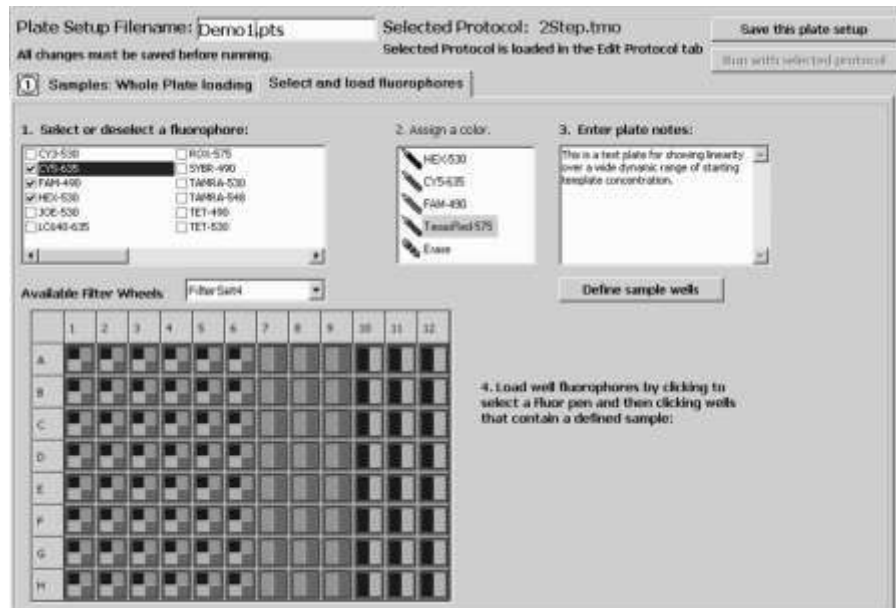 Plate Setup Filename: Demo1.pts
Selected Protocol: 2Step.tmo
Save this plate setup
All changes must be saved before running.
Selected Protocol is loaded in the Edit Protocol tab
Run with selected protocol
1 Samples: Whole Plate loading
Select and load fluorophores
1. Select or deselect a fluorophore:
CY3-530
CY5-635
FAM-490
HEX-530
JOE-530
LC640-635
ROX-575
SYBR-490
TAMRA-530
TAMRA-548
TET-490
TET-530
2. Assign a color.
HEX-530
CY5-635
FAM-490
TexasRed-575
Erase
3. Enter plate notes:
This is a test plate for showing linearity
over a wide dynamic range of starting
template concentration.
Available Filter Wheels
FilterSet4
Define sample wells
1 2 3 4 5 6 7 8 9 10 11 12
A
B
C
D
E
F
G
H
4. Load well fluorophores by clicking to
select a Fluor pen and then clicking wells
that contain a defined sample: